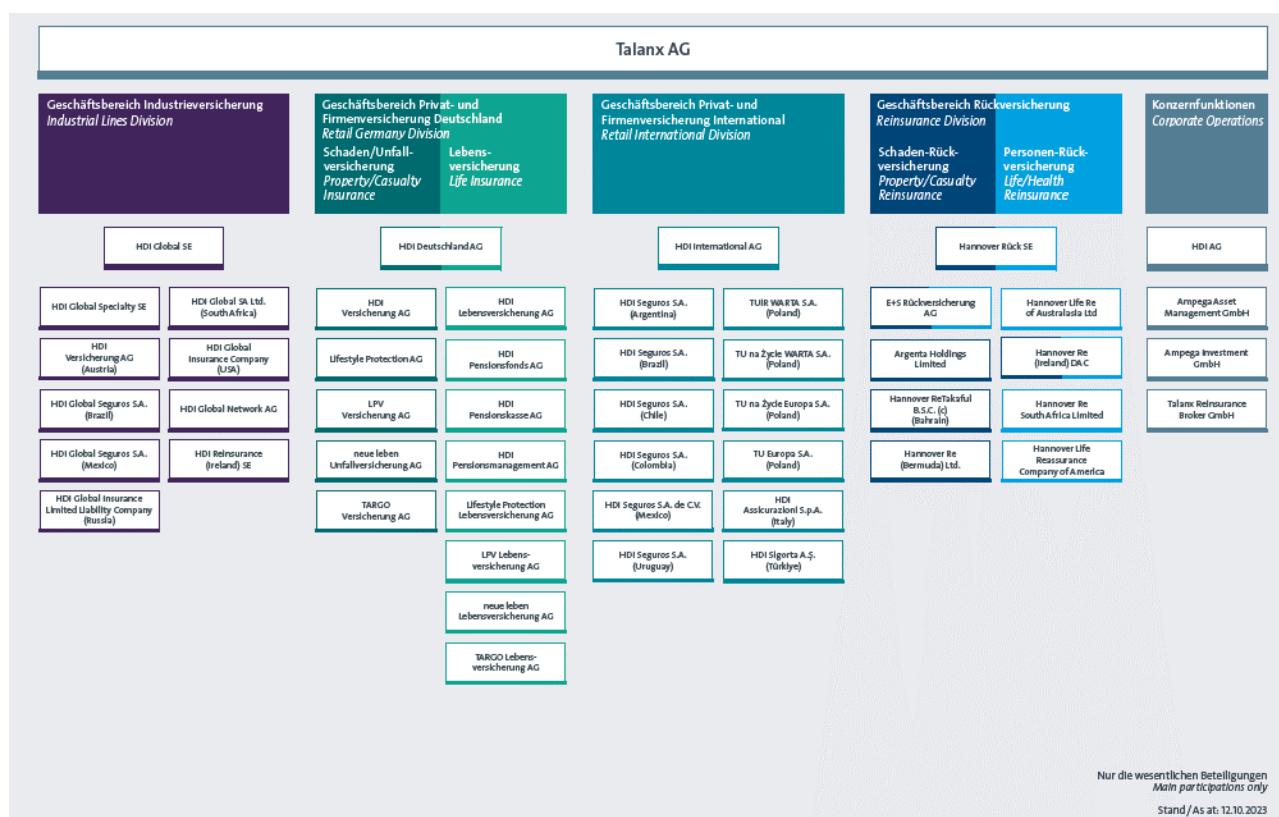 Talanx AG
Geschäftsbereich Industrieversicherung
Industrial Lines Division
Geschäftsbereich Privat- und
Firmenversicherung Deutschland
Retail Germany Division
Schaden/Unfall-
versicherung
Property/Casualty
Insurance
Lebens-
versicherung
Life Insurance
Geschäftsbereich Privat- und
Firmenversicherung International
Retail International Division
Geschäftsbereich Rückversicherung
Reinsurance Division
Schaden-Rück-
versicherung
Property/Casualty
Reinsurance
Personen-Rück-
versicherung
Life/Health
Reinsurance
Konzernfunktionen
Corporate Operations
HDI Global SE
HDI Deutschland AG
HDI International AG
Hannover Rück SE
HDI AG
HDI Global Specialty SE
HDI Versicherung AG
(Austria)
HDI Global Seguros S.A.
(Brazil)
HDI Global Seguros S.A.
(Mexico)
HDI Global Insurance
Limited Liability Company
(Russia)
HDI Global SA Ltd.
(South Africa)
HDI Global
Insurance Company
(USA)
HDI Global Network AG
HDI Reinsurance
(Ireland) SE
HDI
Versicherung AG
Lifestyle Protection AG
LPV
Versicherung AG
neue leben
Unfallversicherung AG
TARGO
Versicherung AG
HDI
Lebensversicherung AG
HDI
Pensionsfonds AG
HDI
Pensionskasse AG
HDI
Pensionsmanagement AG
Lifestyle Protection
Lebensversicherung AG
LPV Lebens-
versicherung AG
neue leben
Lebensversicherung AG
TARGO Lebens-
versicherung AG
HDI Seguros S.A.
(Argentina)
HDI Seguros S.A.
(Brazil)
HDI Seguros S.A.
(Chile)
HDI Seguros S.A.
(Colombia)
HDI Seguros S.A. de C.V.
(Mexico)
HDI Seguros S.A.
(Uruguay)
TUIR WARTA S.A.
(Poland)
TU na Życie WARTA S.A.
(Poland)
TU na Życie Europa S.A.
(Poland)
TU Europa S.A.
(Poland)
HDI
Assicurazioni S.p.A.
(Italy)
HDI Sigorta A.Ş.
(Türkiye)
E+S Rückversicherung
AG
Argenta Holdings
Limited
Hannover ReTakaful
B.S.C. (c)
(Bahrain)
Hannover Re
(Bermuda) Ltd.
Hannover Life Re
of Australasia Ltd
Hannover Re
(Ireland) DAC
Hannover Re
South Africa Limited
Hannover Life
Reassurance
Company of America
Ampega Asset
Management GmbH
Ampega Investment
GmbH
Talanx Reinsurance
Broker GmbH
Nur die wesentlichen Beteiligungen
Main participations only
Stand / As at: 12.10.2023